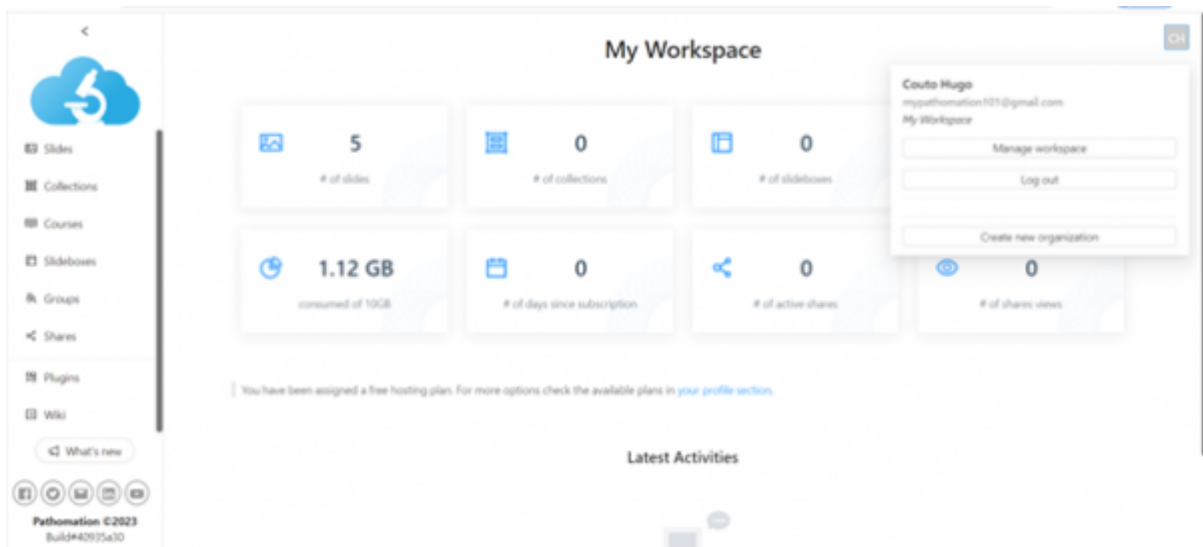 <
Slides
Collections
Courses
Slideboxes
Groups
Shares
Plugins
Wiki
What's new
Pathomation ©2023
Build#40935a30
My Workspace
CH
Couto Hugo
mypathomation101@gmail.com
My Workspace
Manage workspace
Log out
Create new organization
5
# of slides
0
# of collections
0
# of slideboxes
1.12 GB
consumed of 10GB
0
# of days since subscription
0
# of active shares
0
# of shares views
You have been assigned a free hosting plan. For more options check the available plans in your profile section.
Latest Activities